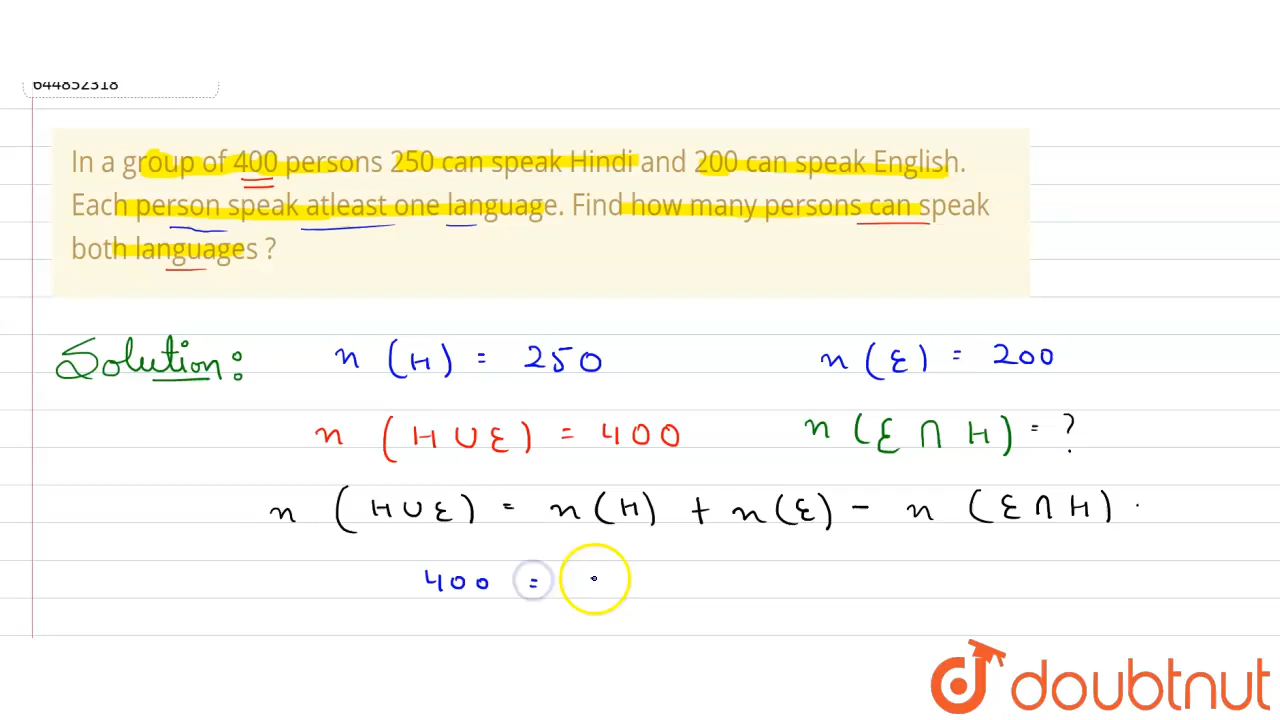 644852318
In a group of 400 persons 250 can speak Hindi and 200 can speak English.
Each person speak atleast one language. Find how many persons can speak
both languages ?
Solution: n (H) = 250 n (E) = 200
n (H ∪ E) = 400 n (E ∩ H) = ?
n (H ∪ E) = n (H) + n (E) - n (E ∩ H) .
400 =
doubtnut